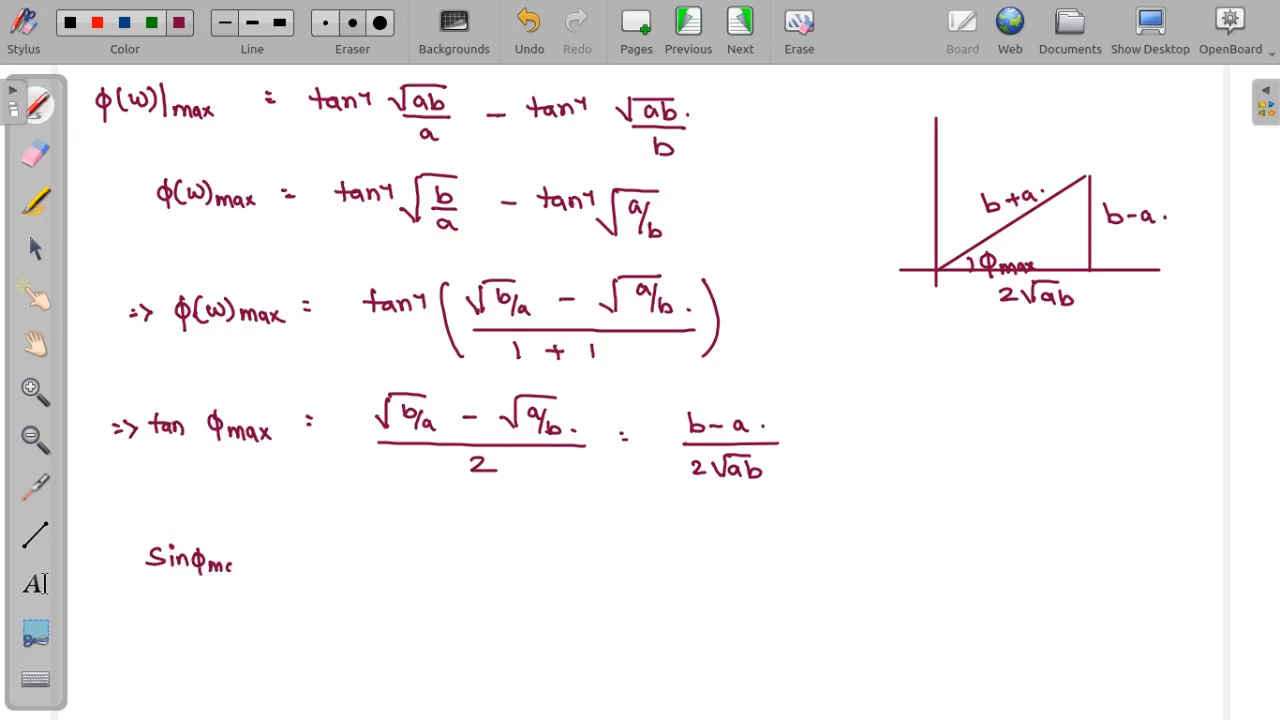 Stylus Color Line Eraser Backgrounds Undo Redo Pages Previous Next Erase Board Web Documents Show Desktop OpenBoard
ϕ(ω)|max = tan⁻¹ √ab/a - tan⁻¹ √ab/b.
ϕ(ω)max = tan⁻¹ √(b/a) - tan⁻¹ √(a/b)
=> ϕ(ω)max = tan⁻¹ ( (√(b/a) - √(a/b).) / (1 + 1) )
=> tan ϕmax = (√(b/a) - √(a/b).) / 2 = (b-a.) / (2√ab)
Sinϕma
b+a.
b-a.
ϕmax
2√ab
A